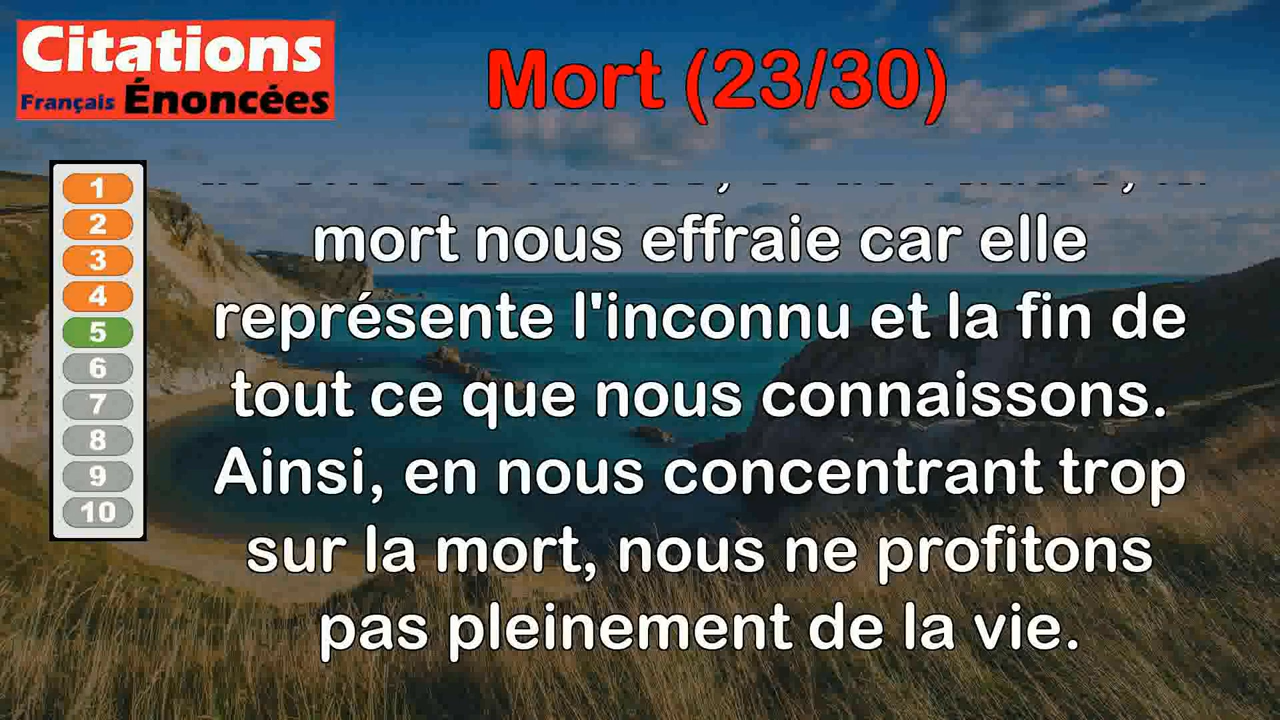 Citations
Français Énoncées
Mort (23/30)
1
2
3
4
5
6
7
8
9
10
mort nous effraie car elle
représente l'inconnu et la fin de
tout ce que nous connaissons.
Ainsi, en nous concentrant trop
sur la mort, nous ne profitons
pas pleinement de la vie.